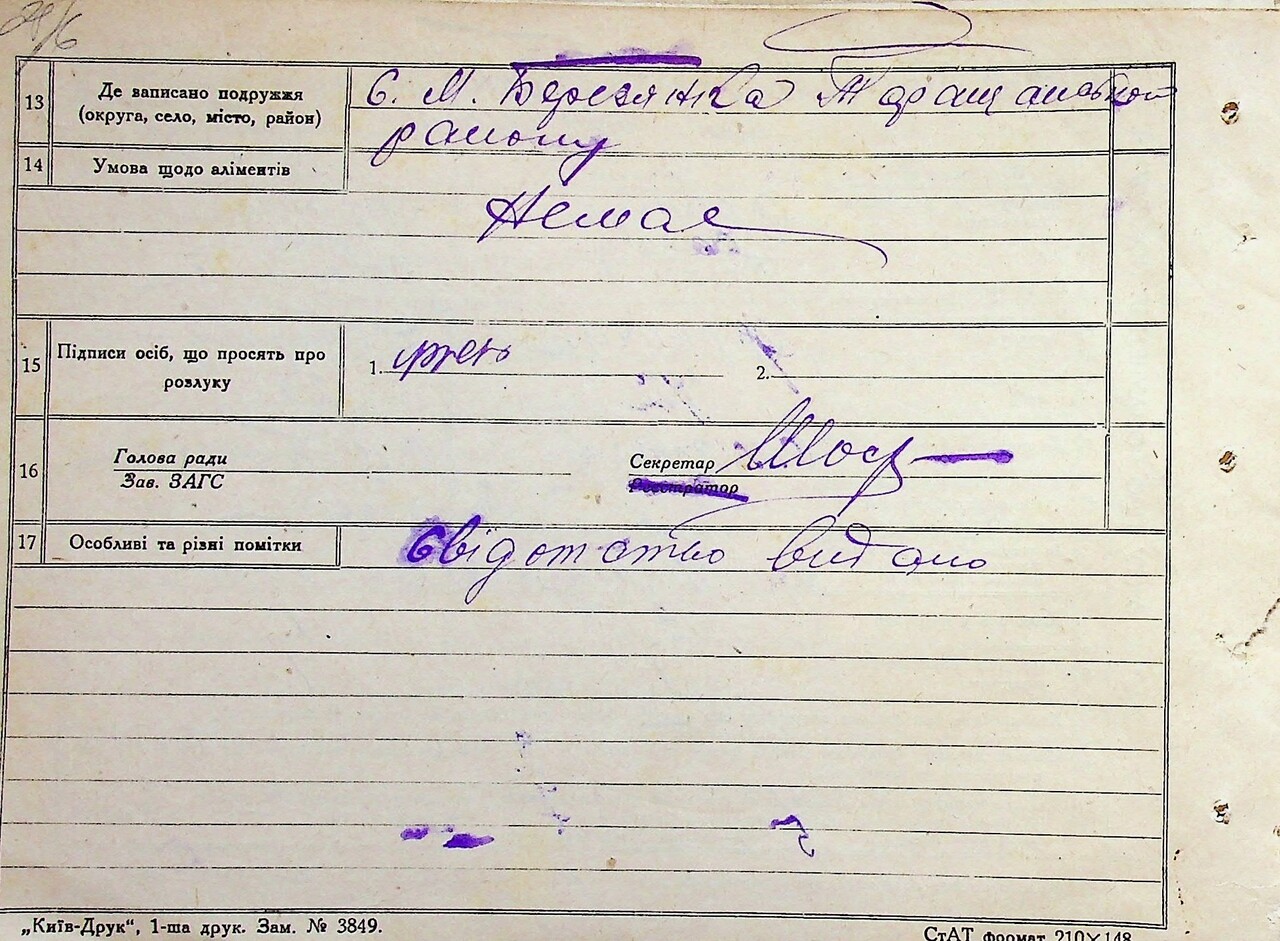 13 Де записано подружжя
(округа, село, місто, район)
С. М. Березянка Таращанського
району
14 Умова щодо аліментів
Немає
15 Підписи осіб, що просять про
розлуку
1. 2.
16 Голова ради
Зав. ЗАГС
Секретар
Реєстратор
17 Особливі та різні помітки
Свідотство видано
„Київ-Друк“, 1-ша друк. Зам. № 3849.
СтАТ формат 210×148